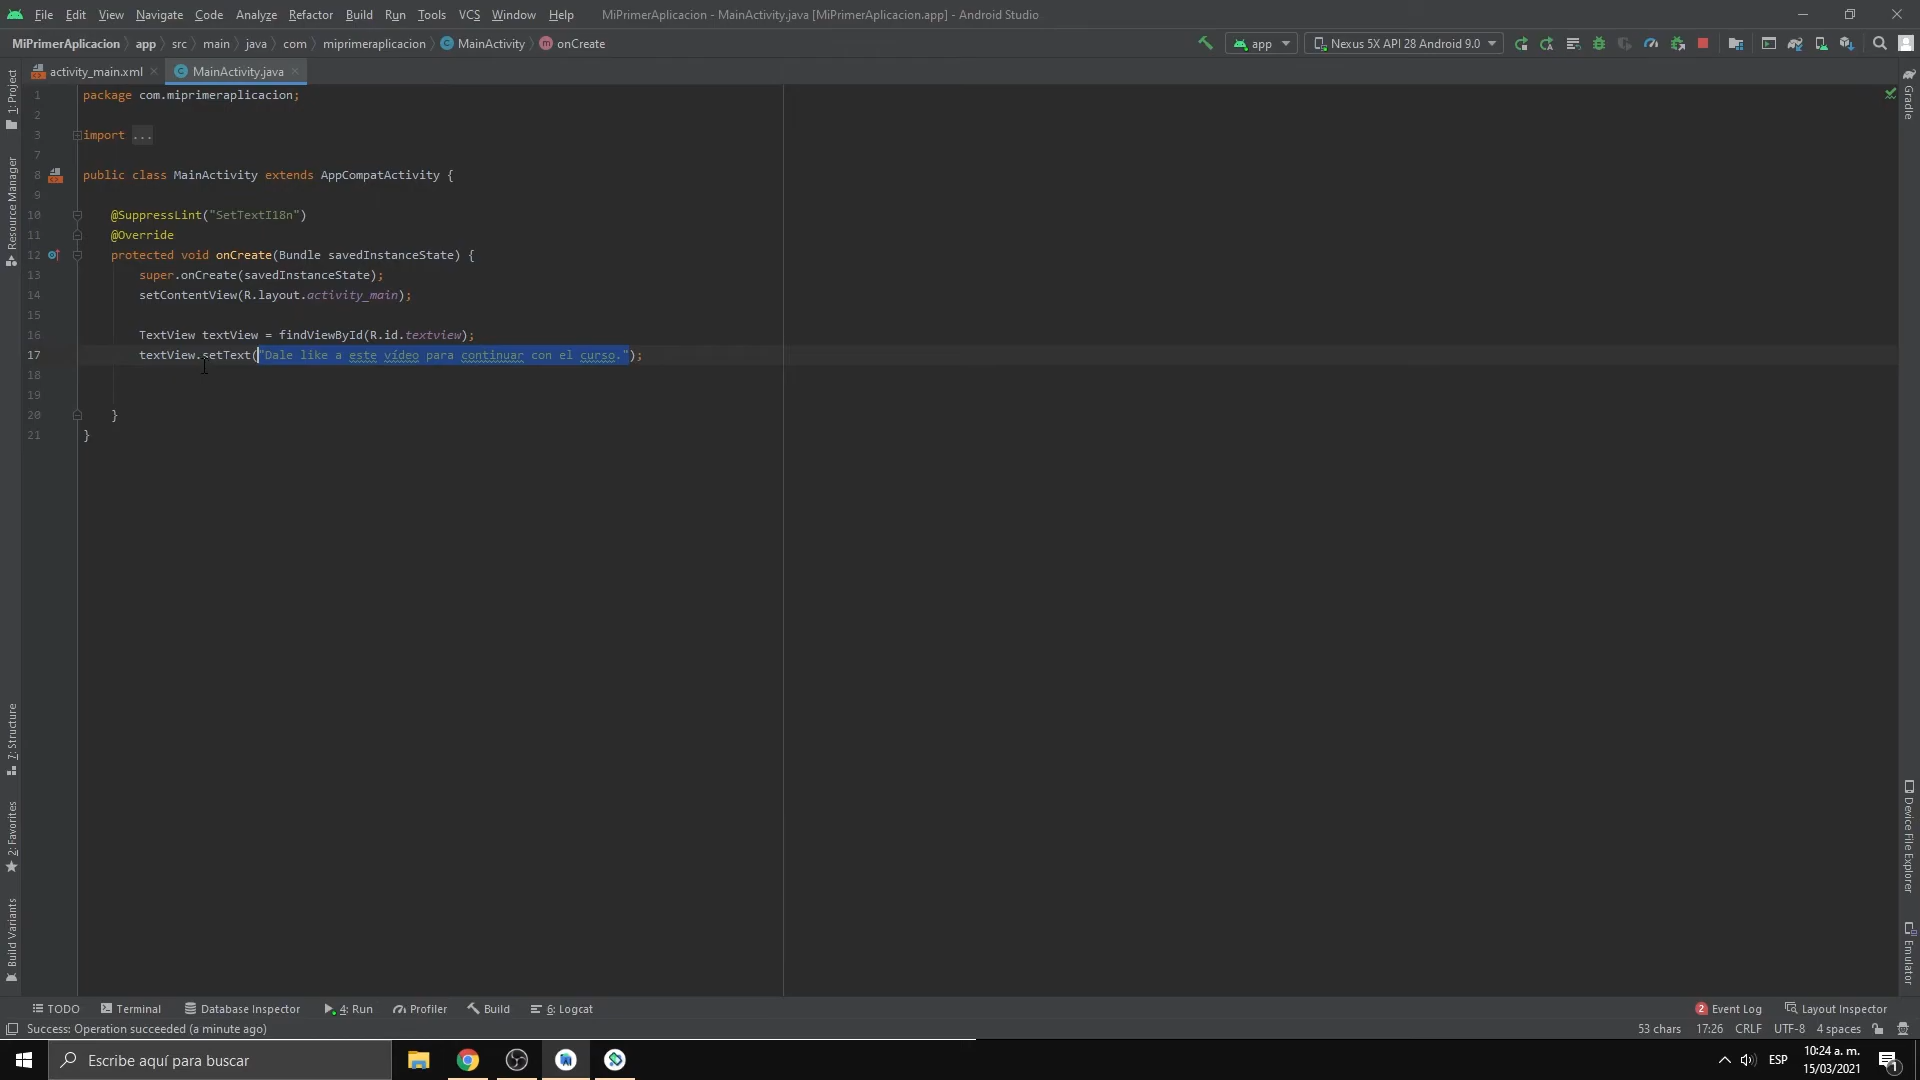 File Edit View Navigate Code Analyze Refactor Build Run Tools VCS Window Help MiPrimerAplicacion - MainActivity.java [MiPrimerAplicacion.app] - Android Studio
MiPrimerAplicacion app src main java com miprimeraplicacion MainActivity onCreate app Nexus 5X API 28 Android 9.0
activity_main.xml MainActivity.java
1 package com.miprimeraplicacion;
2
3 import ...
7
8 public class MainActivity extends AppCompatActivity {
9
10 @SuppressLint("SetTextI18n")
11 @Override
12 protected void onCreate(Bundle savedInstanceState) {
13 super.onCreate(savedInstanceState);
14 setContentView(R.layout.activity_main);
15
16 TextView textView = findViewById(R.id.textview);
17 textView.setText("Dale like a este vídeo para continuar con el curso.");
18
19
20 }
21 }
1: Project
Resource Manager
7: Structure
2: Favorites
Build Variants
Gradle
Device File Explorer
Emulator
TODO Terminal Database Inspector 4: Run Profiler Build 6: Logcat 2 Event Log Layout Inspector
Success: Operation succeeded (a minute ago) 53 chars 17:26 CRLF UTF-8 4 spaces
Escribe aquí para buscar ESP 10:24 a. m.
15/03/2021 1